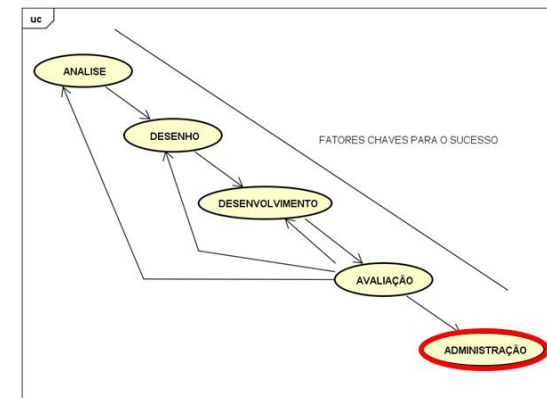 uc
ANALISE
DESENHO
FATORES CHAVES PARA O SUCESSO
DESENVOLVIMENTO
AVALIAÇÃO
ADMINISTRAÇÃO